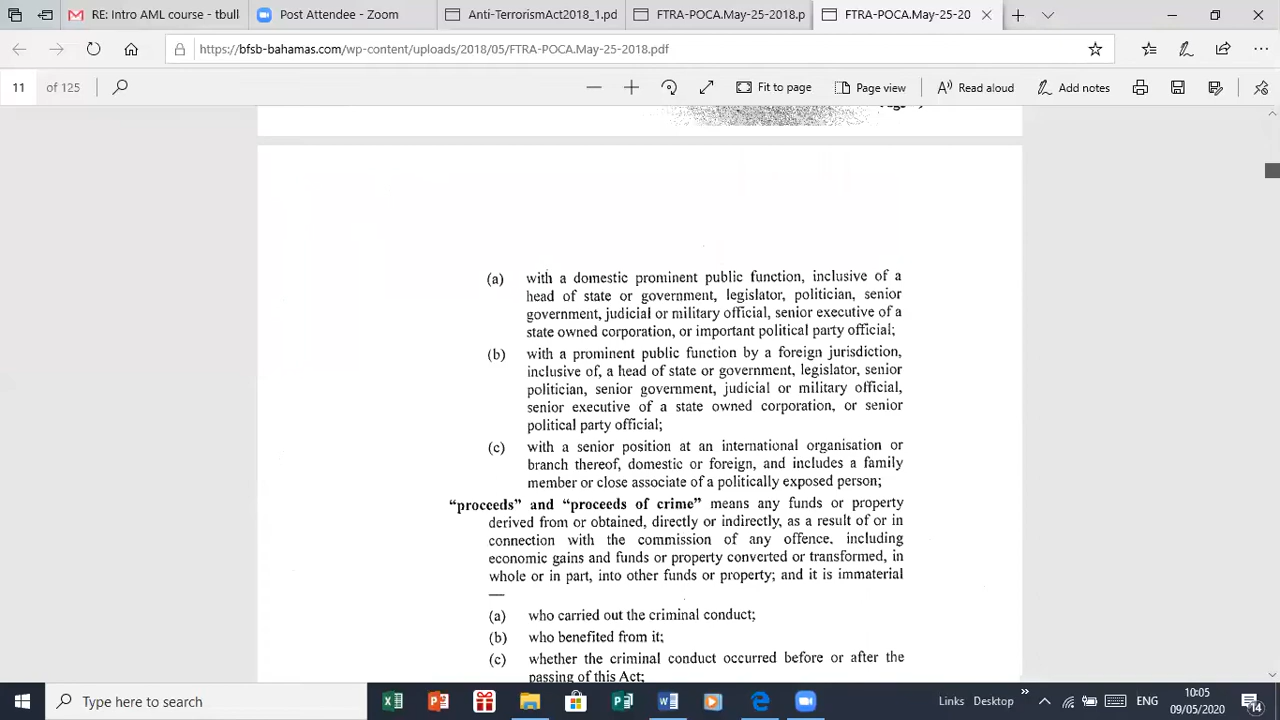 RE: Intro AML course - tbull
Post Attendee - Zoom
Anti-TerrorismAct2018_1.pd
FTRA-POCA.May-25-2018.p
FTRA-POCA.May-25-20
https://bfsb-bahamas.com/wp-content/uploads/2018/05/FTRA-POCA.May-25-2018.pdf
11 of 125
Fit to page
Page view
Read aloud
Add notes
(a) with a domestic prominent public function, inclusive of a
head of state or government, legislator, politician, senior
government, judicial or military official, senior executive of a
state owned corporation, or important political party official;
(b) with a prominent public function by a foreign jurisdiction,
inclusive of, a head of state or government, legislator, senior
politician, senior government, judicial or military official,
senior executive of a state owned corporation, or senior
political party official;
(c) with a senior position at an international organisation or
branch thereof, domestic or foreign, and includes a family
member or close associate of a politically exposed person;
“proceeds” and “proceeds of crime” means any funds or property
derived from or obtained, directly or indirectly, as a result of or in
connection with the commission of any offence, including
economic gains and funds or property converted or transformed, in
whole or in part, into other funds or property; and it is immaterial
—
(a) who carried out the criminal conduct;
(b) who benefited from it;
(c) whether the criminal conduct occurred before or after the
passing of this Act;
Type here to search
Links Desktop
ENG
10:05
09/05/2020
14